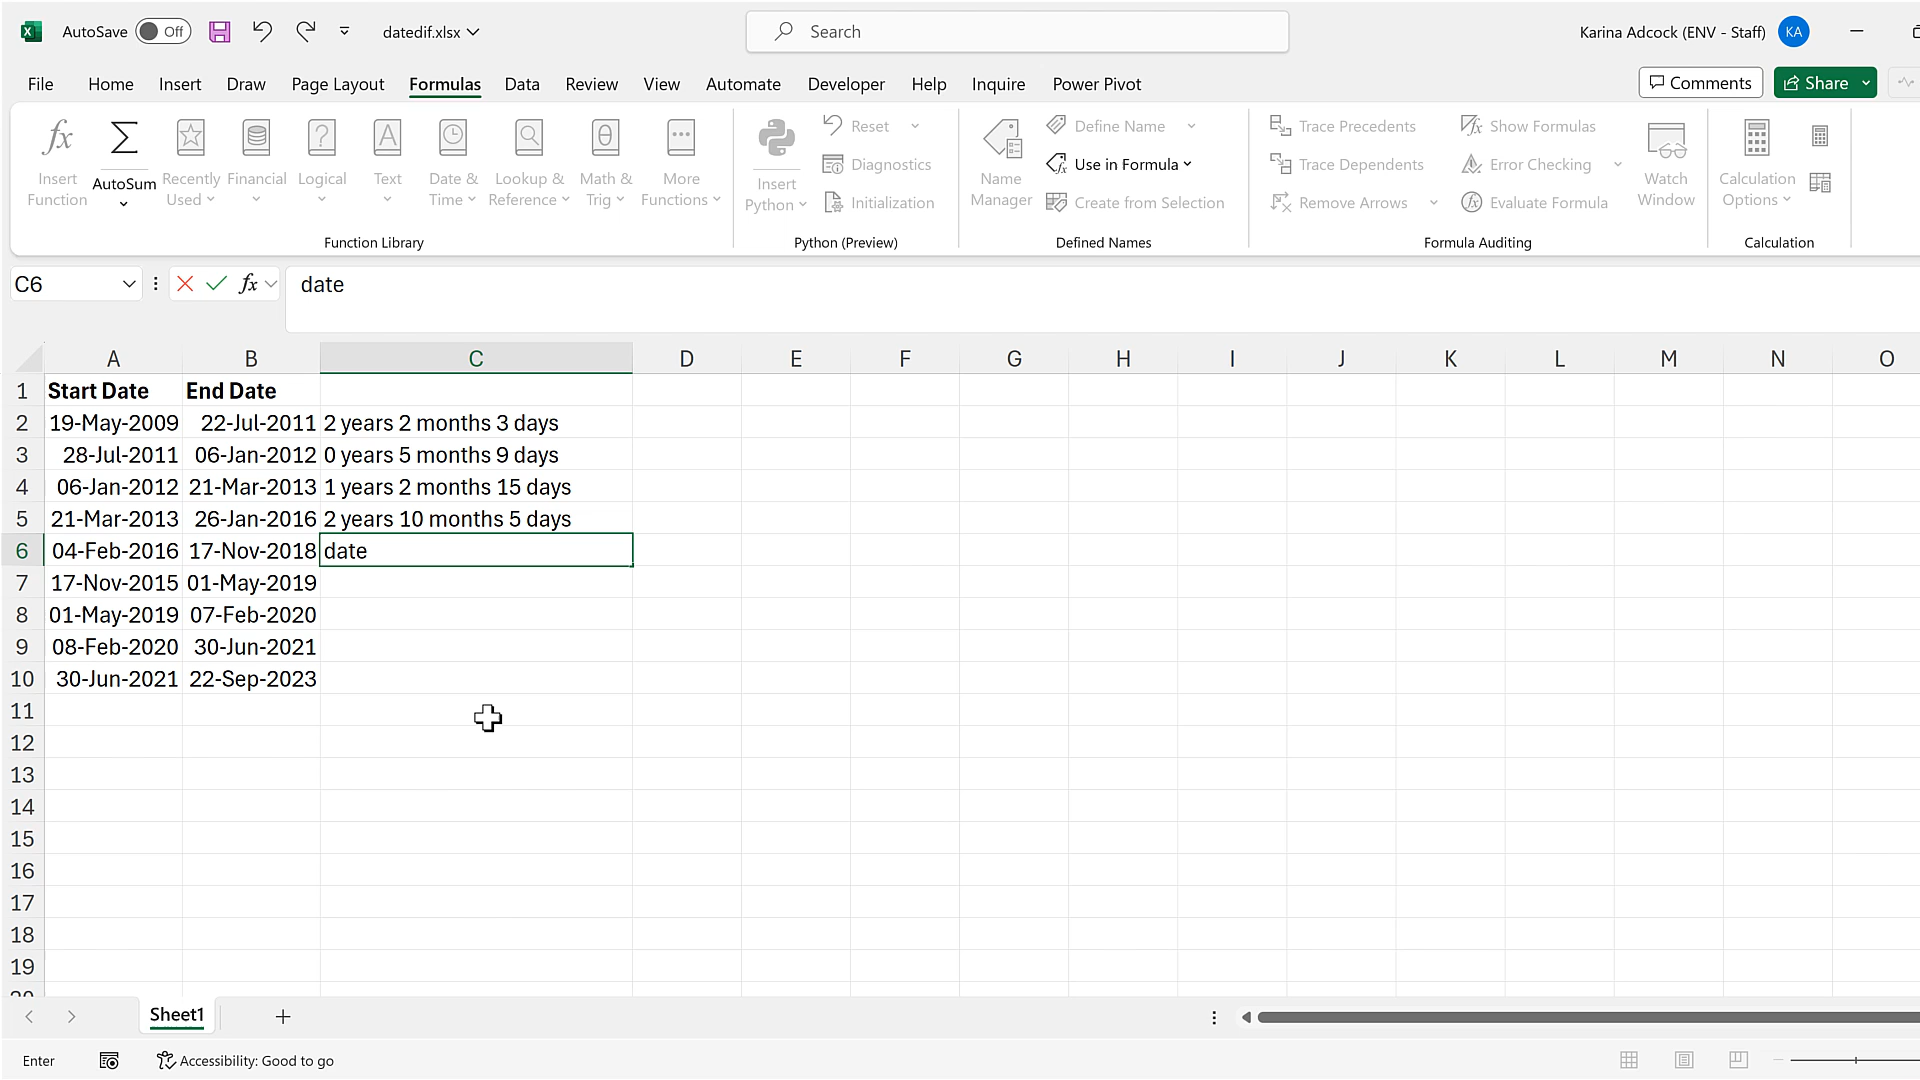 AutoSave Off datedif.xlsx Search Karina Adcock (ENV - Staff) KA
File Home Insert Draw Page Layout Formulas Data Review View Automate Developer Help Inquire Power Pivot Comments Share
fx Insert Function
AutoSum
Recently Used
Financial
Logical
Text
Date & Time
Lookup & Reference
Math & Trig
More Functions
Function Library
Insert Python
Reset
Diagnostics
Initialization
Python (Preview)
Name Manager
Define Name
Use in Formula
Create from Selection
Defined Names
Trace Precedents
Trace Dependents
Remove Arrows
Show Formulas
Error Checking
Evaluate Formula
Watch Window
Formula Auditing
Calculation Options
Calculation
C6 fx date
A B C D E F G H I J K L M N O
1 Start Date End Date
2 19-May-2009 22-Jul-2011 2 years 2 months 3 days
3 28-Jul-2011 06-Jan-2012 0 years 5 months 9 days
4 06-Jan-2012 21-Mar-2013 1 years 2 months 15 days
5 21-Mar-2013 26-Jan-2016 2 years 10 months 5 days
6 04-Feb-2016 17-Nov-2018 date
7 17-Nov-2015 01-May-2019
8 01-May-2019 07-Feb-2020
9 08-Feb-2020 30-Jun-2021
10 30-Jun-2021 22-Sep-2023
11
12
13
14
15
16
17
18
19
Sheet1
Enter Accessibility: Good to go